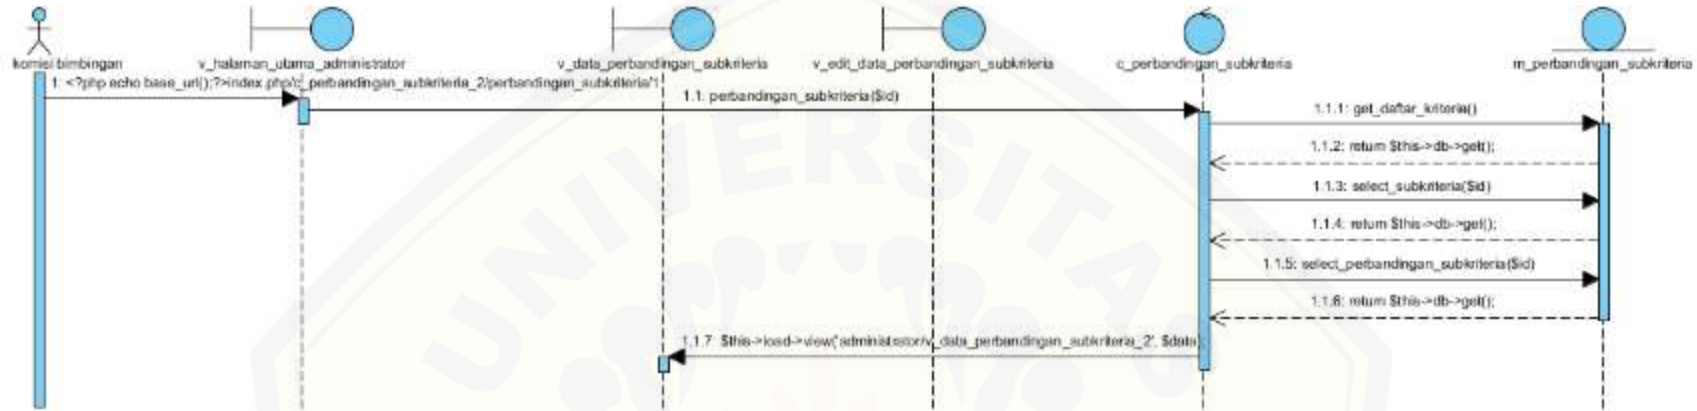 komisi bimbingan
v_halaman_utama_administrator
v_data_perbandingan_subkriteria
v_edit_data_perbandingan_subkriteria
c_perbandingan_subkriteria
m_perbandingan_subkriteria
1: <?php echo base_url();?>index.php/c_perbandingan_subkriteria_2/perbandingan_subkriteria/1
1.1: perbandingan_subkriteria($id)
1.1.1: get_daftar_kriteria()
1.1.2: return $this->db->get();
1.1.3: select_subkriteria($id)
1.1.4: return $this->db->get();
1.1.5: select_perbandingan_subkriteria($id)
1.1.6: return $this->db->get();
1.1.7 $this->load->view('administrator/v_data_perbandingan_subkriteria_2', $data)
UNIVERSITAS